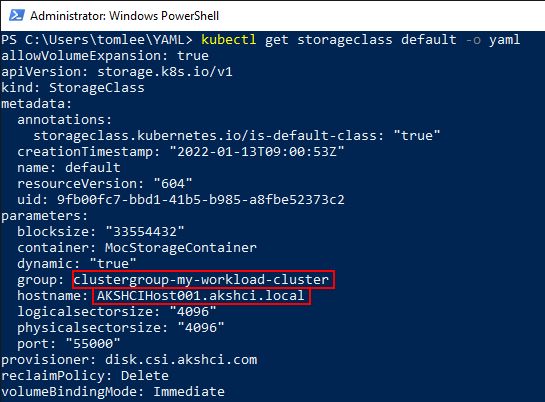 Administrator: Windows PowerShell
PS C:\Users\tomlee\YAML> kubectl get storageclass default -o yaml
allowVolumeExpansion: true
apiVersion: storage.k8s.io/v1
kind: StorageClass
metadata:
  annotations:
    storageclass.kubernetes.io/is-default-class: "true"
  creationTimestamp: "2022-01-13T09:00:53Z"
  name: default
  resourceVersion: "604"
  uid: 9fb00fc7-bbd1-41b5-b985-a8fbe52373c2
parameters:
  blocksize: "33554432"
  container: MocStorageContainer
  dynamic: "true"
  group: clustergroup-my-workload-cluster
  hostname: AKSHCIHost001.akshci.local
  logicalsectorsize: "4096"
  physicalsectorsize: "4096"
  port: "55000"
provisioner: disk.csi.akshci.com
reclaimPolicy: Delete
volumeBindingMode: Immediate